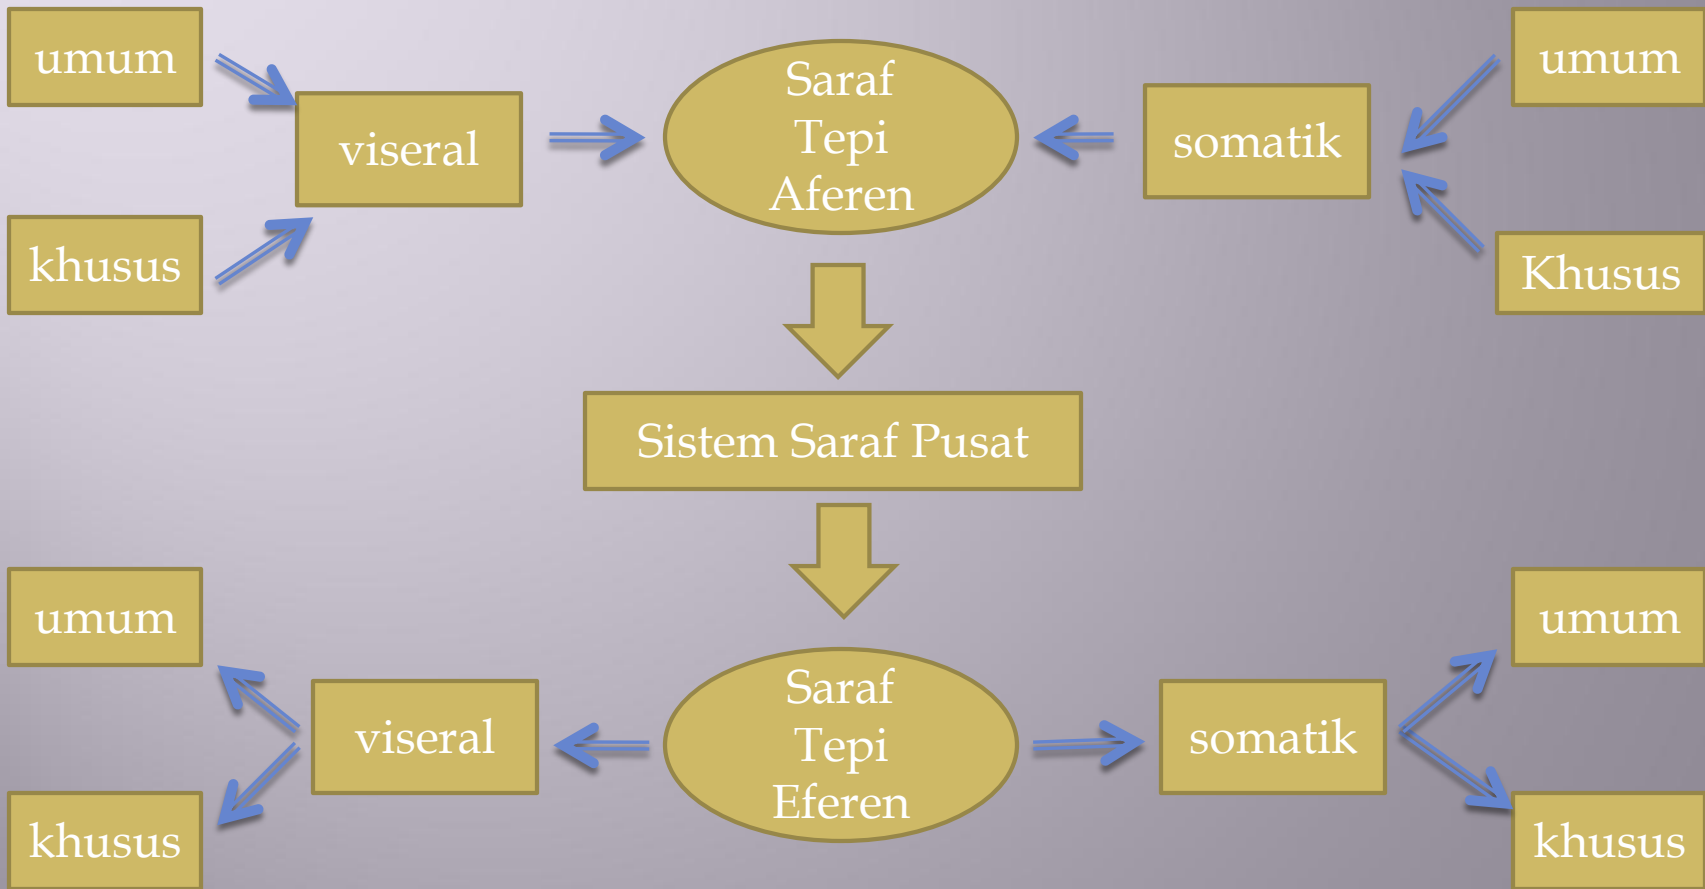 umum
khusus
viseral
Saraf
Tepi
Aferen
somatik
umum
Khusus
Sistem Saraf Pusat
umum
khusus
viseral
Saraf
Tepi
Eferen
somatik
umum
khusus